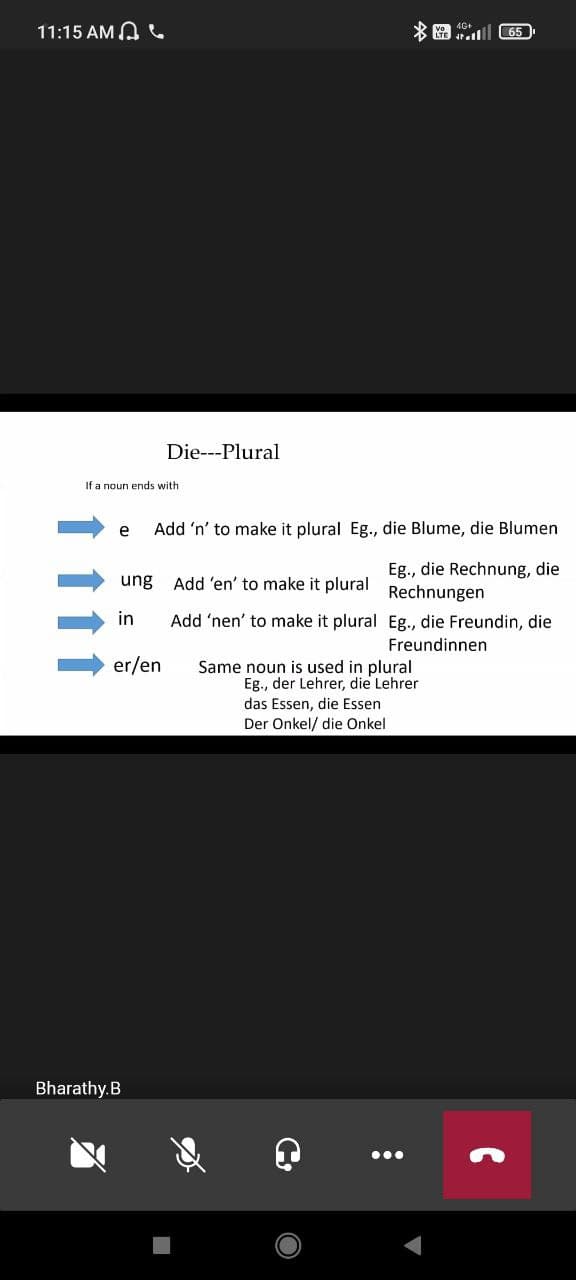 11:15 AM
Vo LTE 4G+ 65
Die---Plural
If a noun ends with
e Add ‘n’ to make it plural Eg., die Blume, die Blumen
ung Add ‘en’ to make it plural Eg., die Rechnung, die
Rechnungen
in Add ‘nen’ to make it plural Eg., die Freundin, die
Freundinnen
er/en Same noun is used in plural
Eg., der Lehrer, die Lehrer
das Essen, die Essen
Der Onkel/ die Onkel
Bharathy.B